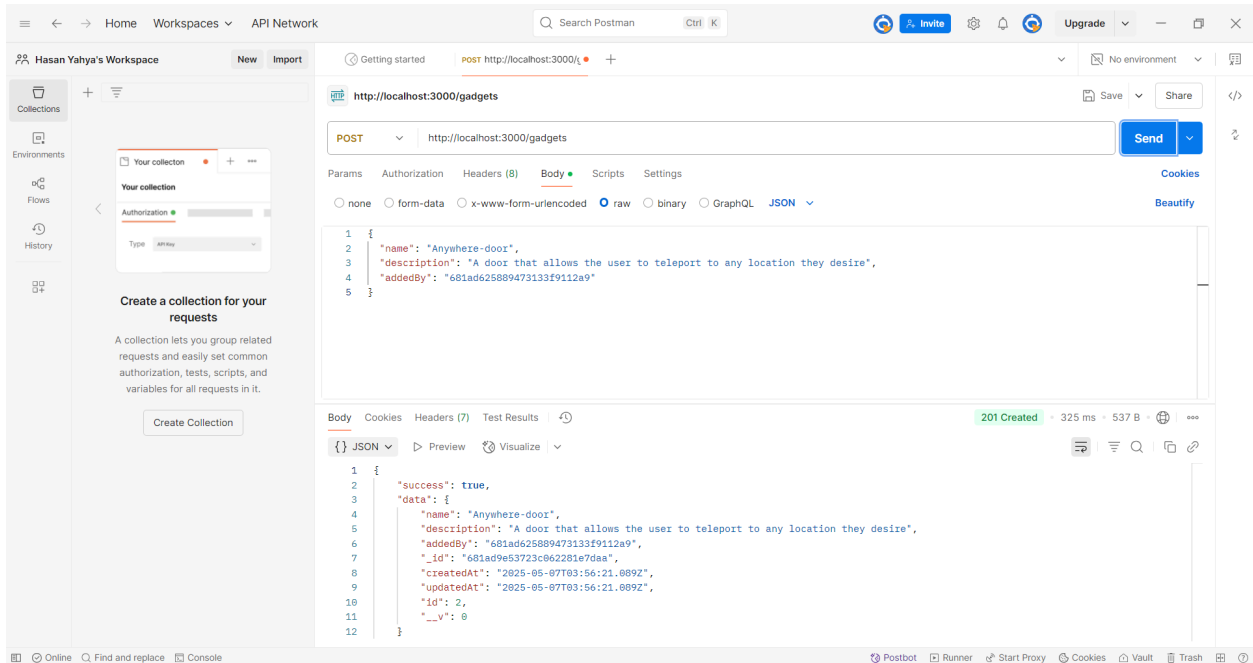 Home Workspaces API Network Search Postman Ctrl K Invite Upgrade
Hasan Yahya's Workspace New Import Getting started POST http://localhost:3000/g No environment
Collections
Environments
Flows
History
Your collecton
Your collection
Authorization
Type API Key
Create a collection for your
requests
A collection lets you group related
requests and easily set common
authorization, tests, scripts, and
variables for all requests in it.
Create Collection
HTTP http://localhost:3000/gadgets Save Share
POST http://localhost:3000/gadgets Send
Params Authorization Headers (8) Body Scripts Settings Cookies
none form-data x-www-form-urlencoded raw binary GraphQL JSON Beautify
1 {
2 "name": "Anywhere-door",
3 "description": "A door that allows the user to teleport to any location they desire",
4 "addedBy": "681ad625889473133f9112a9"
5 }
Body Cookies Headers (7) Test Results 201 Created 325 ms 537 B
{} JSON Preview Visualize
1 {
2 "success": true,
3 "data": {
4 "name": "Anywhere-door",
5 "description": "A door that allows the user to teleport to any location they desire",
6 "addedBy": "681ad625889473133f9112a9",
7 "_id": "681ad9e53723c062281e7daa",
8 "createdAt": "2025-05-07T03:56:21.089Z",
9 "updatedAt": "2025-05-07T03:56:21.089Z",
10 "id": 2,
11 "__v": 0
12 }
Online Find and replace Console Postbot Runner Start Proxy Cookies Vault Trash